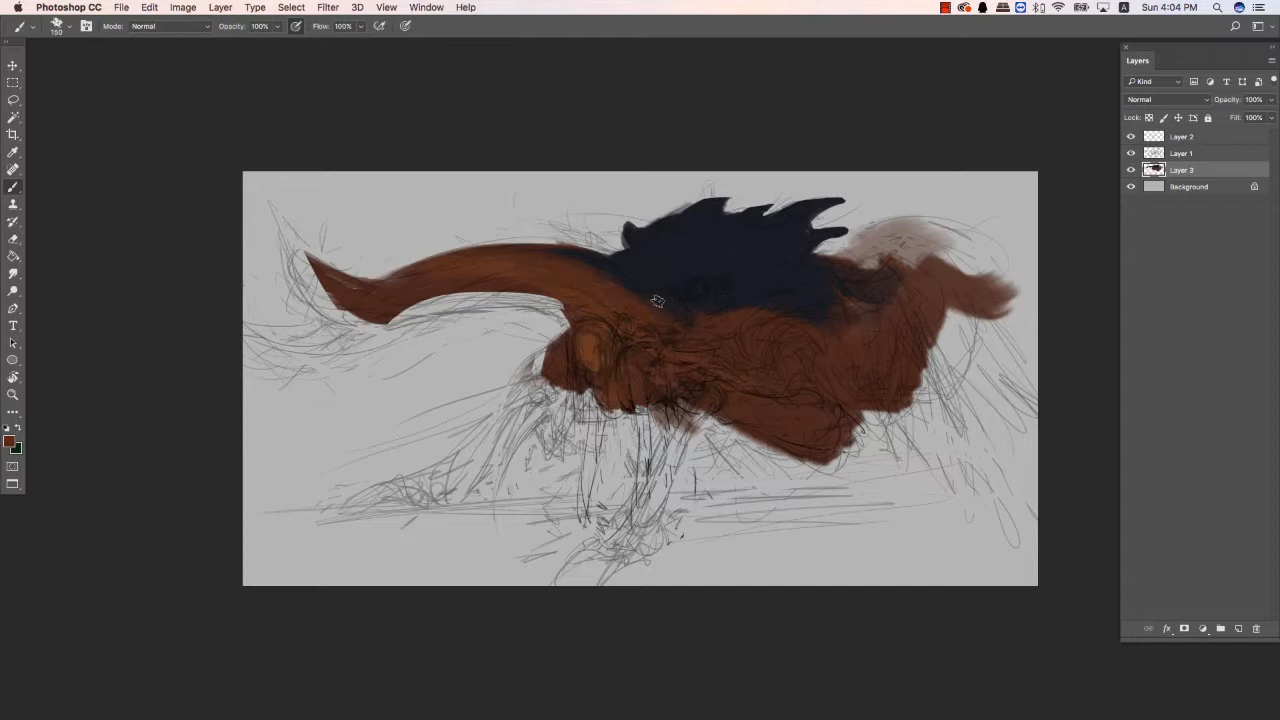 Photoshop CC File Edit Image Layer Type Select Filter 3D View Window Help A Sun 4:04 PM
150 Mode: Normal Opacity: 100% Flow: 100%
Layers
Kind
Normal Opacity: 100%
Lock: Fill: 100%
Layer 2
Layer 1
Layer 3
Background
fx